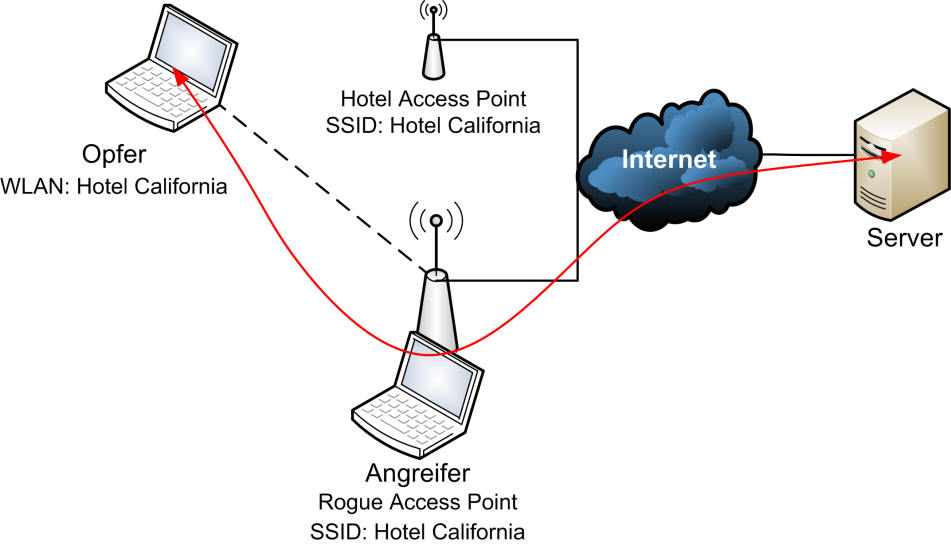 Hotel Access Point
SSID: Hotel California
Opfer
WLAN: Hotel California
Internet
Server
Angreifer
Rogue Access Point
SSID: Hotel California